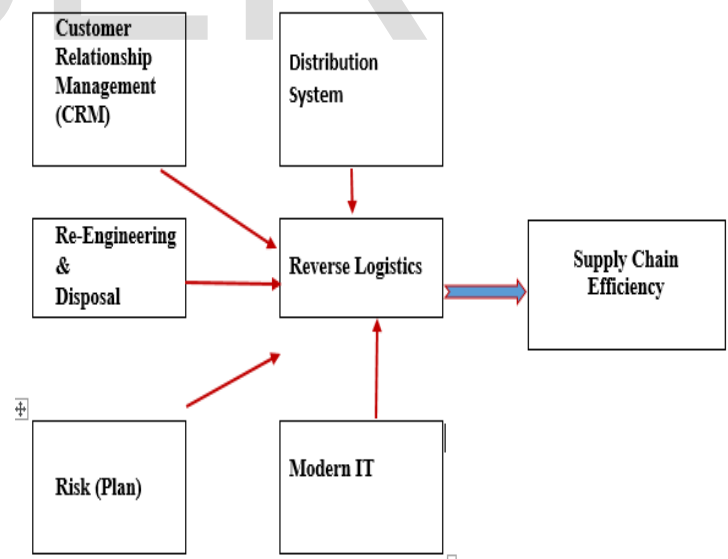 Customer
Relationship
Management
(CRM)
Distribution
System
Re-Engineering
&
Disposal
Reverse Logistics
Supply Chain
Efficiency
Risk (Plan)
Modern IT